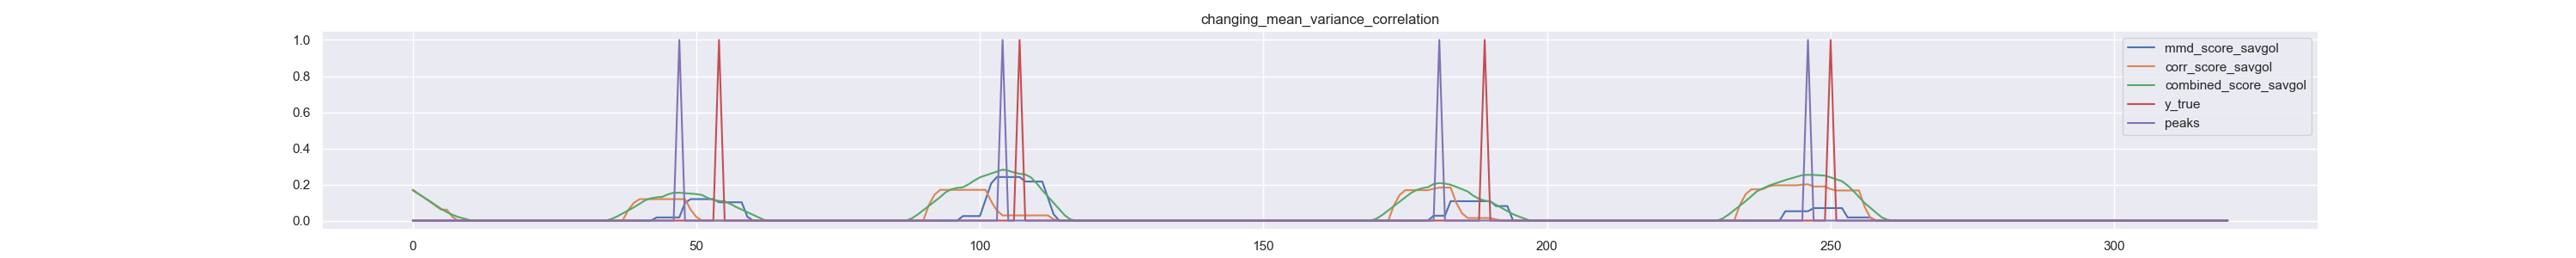 changing_mean_variance_correlation
1.0
0.8
0.6
0.4
0.2
0.0
0 50 100 150 200 250 300
mmd_score_savgol
corr_score_savgol
combined_score_savgol
y_true
peaks